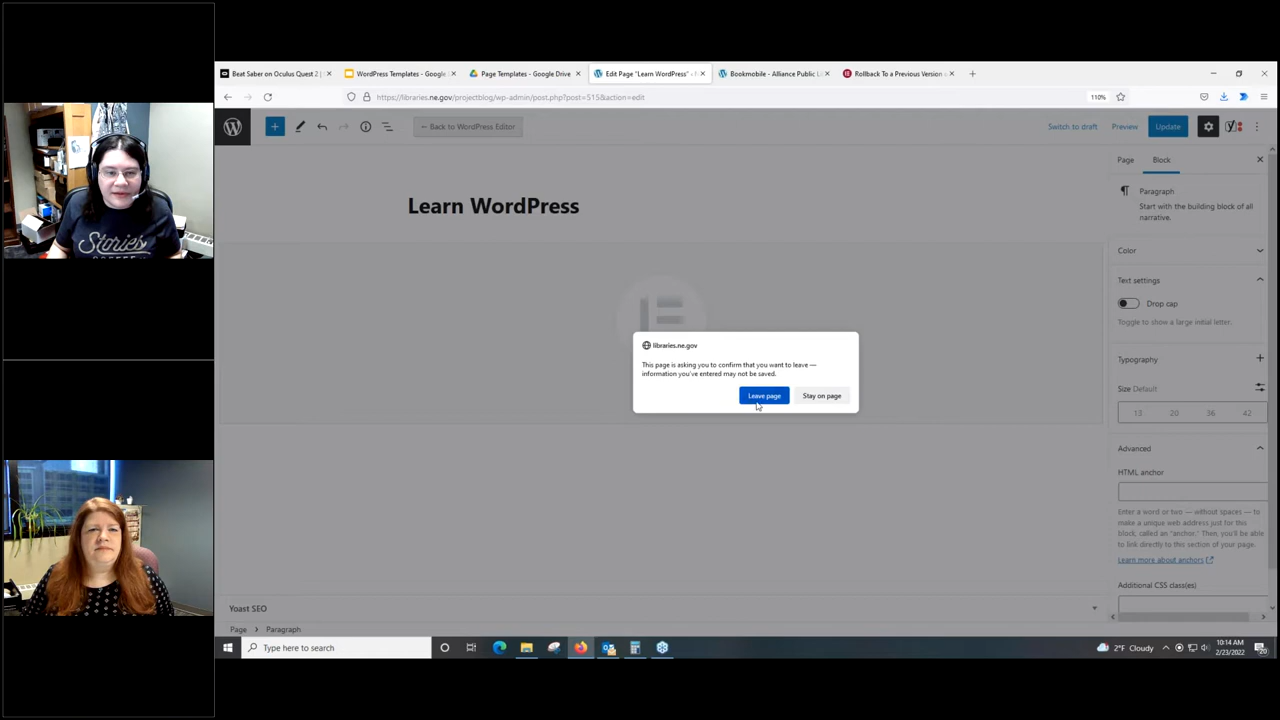 Beat Saber on Oculus Quest 2 |
WordPress Templates - Google
Page Templates - Google Drive
Edit Page "Learn WordPress" -
Bookmobile - Alliance Public Li
Rollback To a Previous Version
https://libraries.ne.gov/projectblog/wp-admin/post.php?post=515&action=edit
110%
← Back to WordPress Editor
Switch to draft
Preview
Update
Page
Block
Learn WordPress
Paragraph
Start with the building block of all
narrative.
Color
Text settings
Drop cap
Toggle to show a large initial letter.
Typography
Size Default
13 20 36 42
Advanced
HTML anchor
Enter a word or two — without spaces — to
make a unique web address just for this
block, called an "anchor." Then, you'll be able
to link directly to this section of your page.
Learn more about anchors
Additional CSS class(es)
libraries.ne.gov
This page is asking you to confirm that you want to leave —
information you've entered may not be saved.
Leave page
Stay on page
Stories
Yoast SEO
Page > Paragraph
Type here to search
2°F Cloudy
10:14 AM
2/23/2022
20